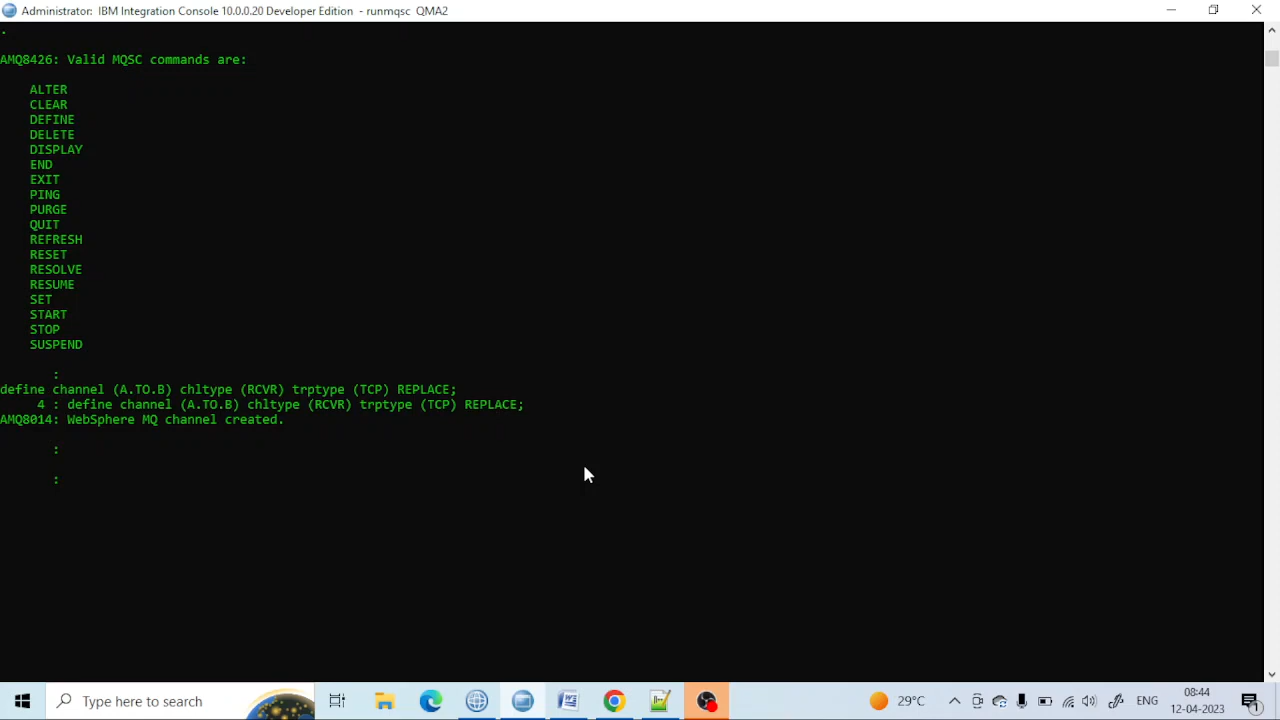 Administrator: IBM Integration Console 10.0.0.20 Developer Edition - runmqsc QMA2
.
AMQ8426: Valid MQSC commands are:
ALTER
CLEAR
DEFINE
DELETE
DISPLAY
END
EXIT
PING
PURGE
QUIT
REFRESH
RESET
RESOLVE
RESUME
SET
START
STOP
SUSPEND
:
define channel (A.TO.B) chltype (RCVR) trptype (TCP) REPLACE;
4 : define channel (A.TO.B) chltype (RCVR) trptype (TCP) REPLACE;
AMQ8014: WebSphere MQ channel created.
:
:
Type here to search
29°C
ENG
08:44
12-04-2023
1